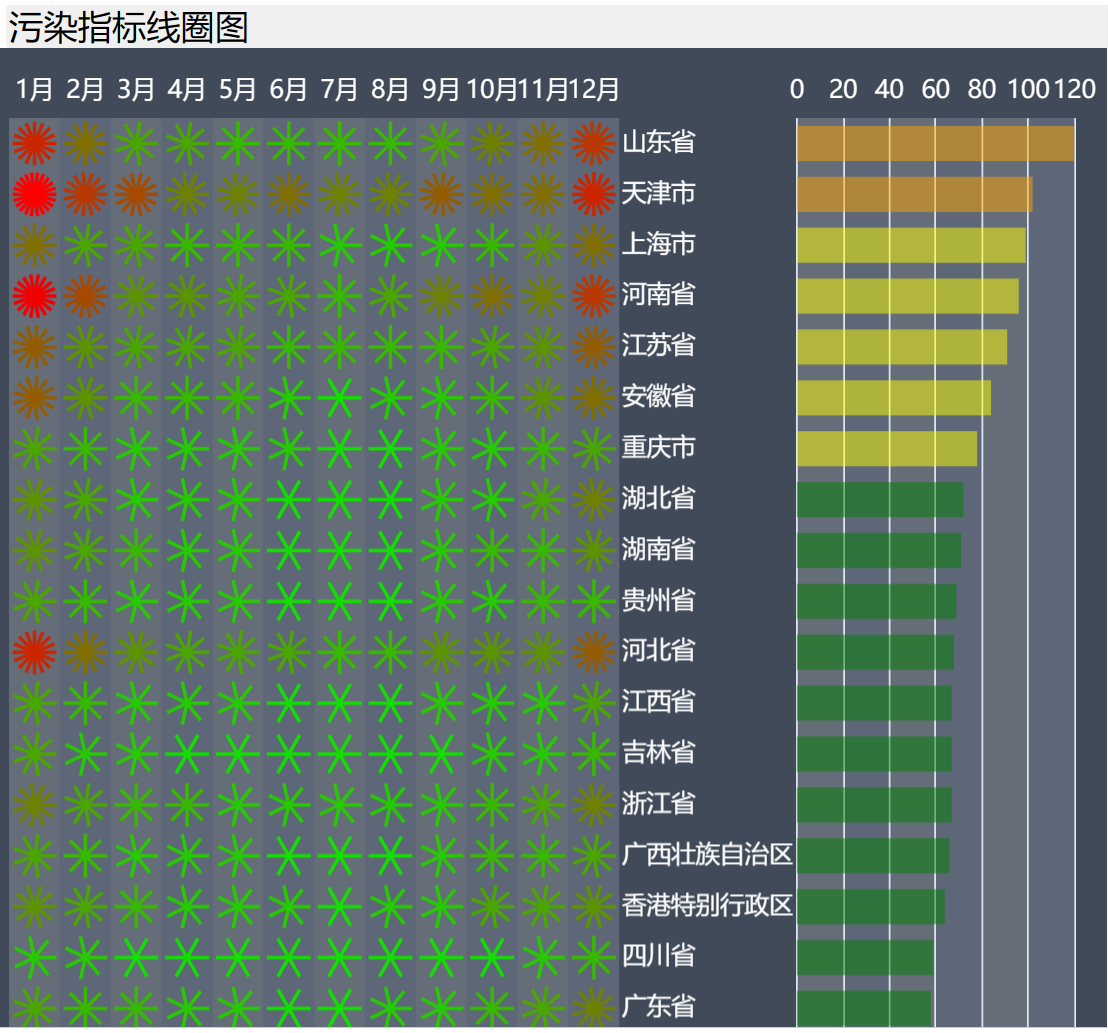 污染指标线圈图
1月 2月 3月 4月 5月 6月 7月 8月 9月 10月 11月 12月 0 20 40 60 80 100 120
山东省
天津市
上海市
河南省
江苏省
安徽省
重庆市
湖北省
湖南省
贵州省
河北省
江西省
吉林省
浙江省
广西壮族自治区
香港特别行政区
四川省
广东省